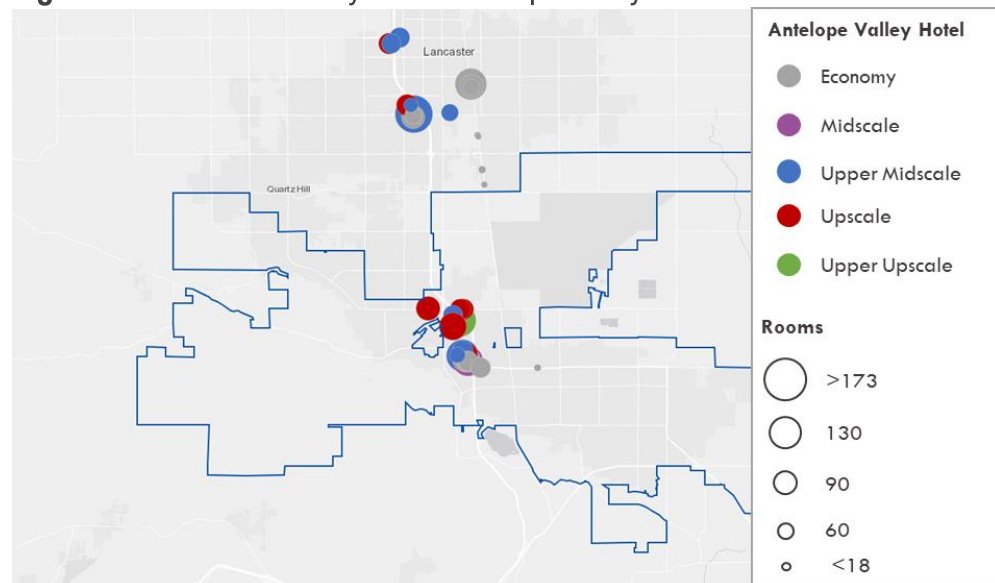 Lancaster
Quartz Hill
Antelope Valley Hotel
Economy
Midscale
Upper Midscale
Upscale
Upper Upscale
Rooms
>173
130
90
60
<18